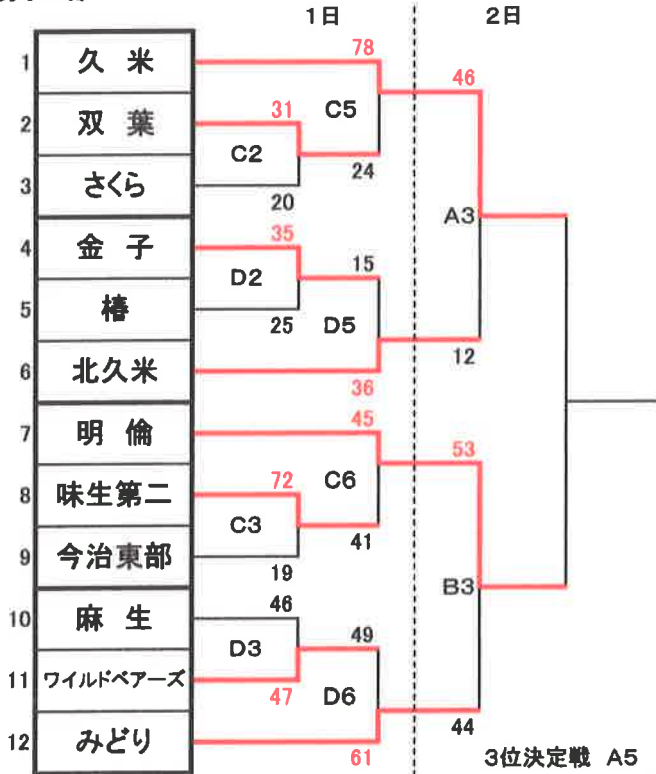 1日 2日
1 久 米 78 46
C5
2 双 葉 31
C2
24
3 さくら 20
A3
4 金 子 35 15
D2
5 椿 25 D5
12
6 北久米 36
7 明 倫 45 53
C6
8 味生第二 72
C3
41
9 今治東部 19
B3
10 麻 生 46 49
D3
11 ワイルドベアーズ 47 D6
44
12 みどり 61
3位決定戦 A5